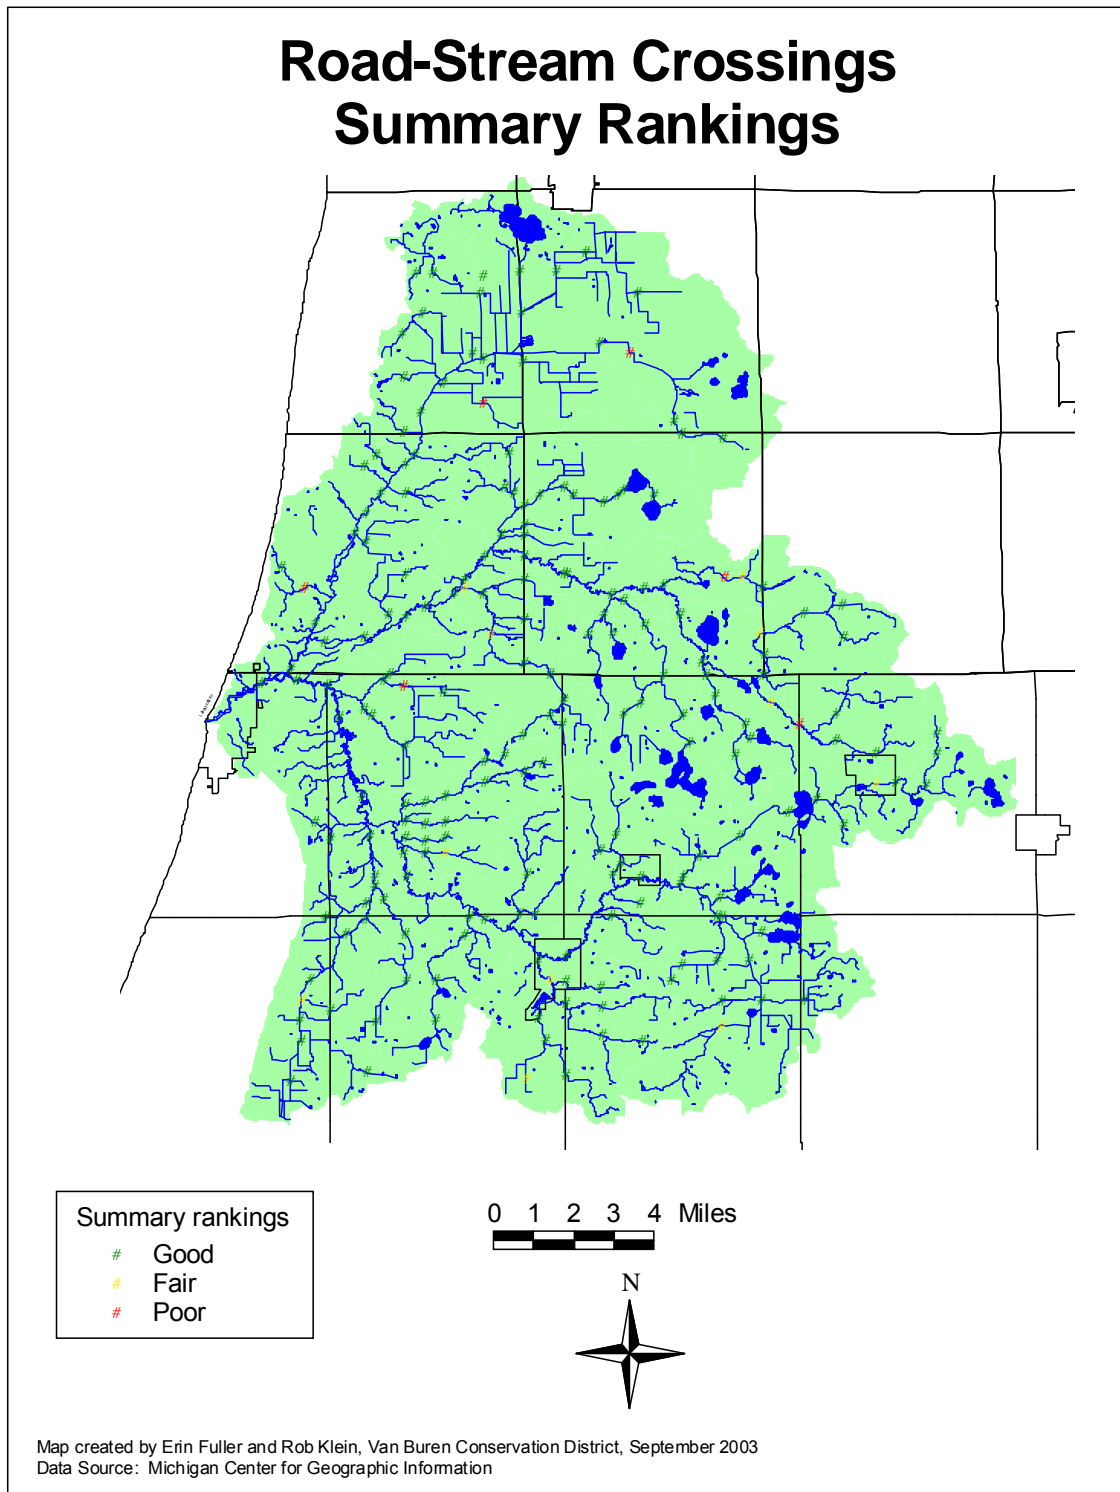 Road-Stream Crossings
Summary Rankings
Summary rankings
# Good
# Fair
# Poor
0 1 2 3 4 Miles
N
Map created by Erin Fuller and Rob Klein, Van Buren Conservation District, September 2003
Data Source: Michigan Center for Geographic Information